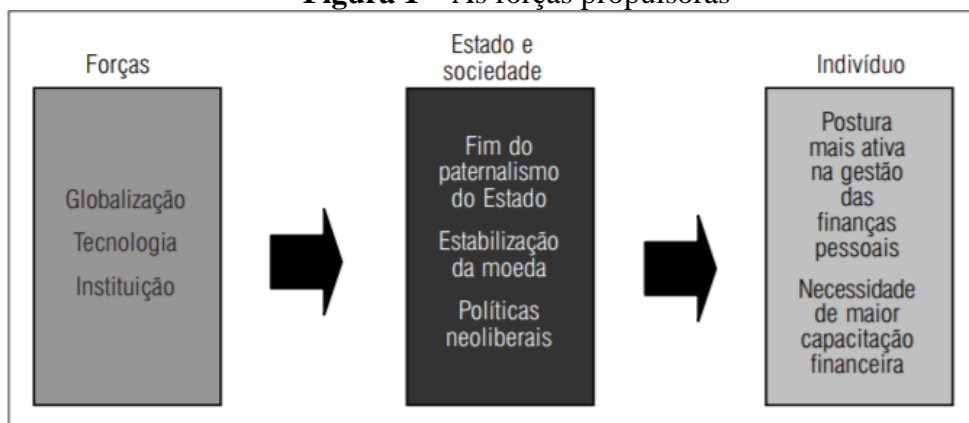 Figura 1 – As forças propulsoras
Forças
Globalização
Tecnologia
Instituição
Estado e
sociedade
Fim do
paternalismo
do Estado
Estabilização
da moeda
Políticas
neoliberais
Indivíduo
Postura
mais ativa
na gestão
das
finanças
pessoais
Necessidade
de maior
capacitação
financeira